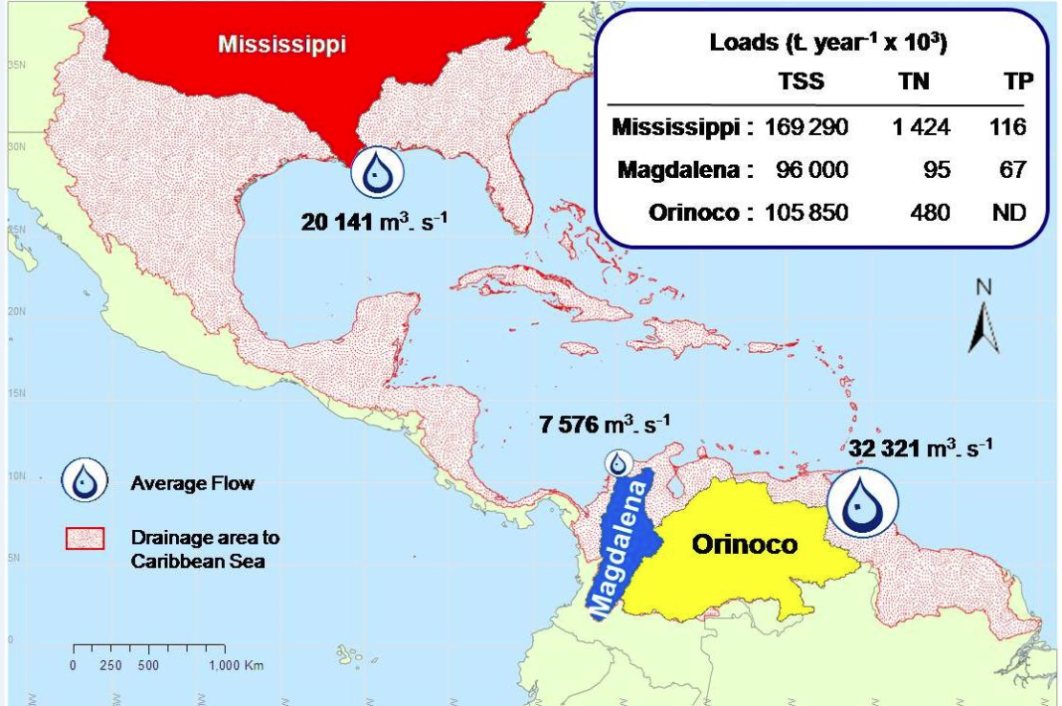 Mississippi
Loads (t. year-1 x 103)
TSS TN TP
Mississippi : 169 290 1 424 116
Magdalena : 96 000 95 67
Orinoco : 105 850 480 ND
35N
30N
20 141 m3. s-1
25N
N
20N
15N
7 576 m3. s-1
32 321 m3. s-1
10N
Average Flow
Magdalena
Orinoco
Drainage area to
Caribbean Sea
5N
0
0 250 500 1,000 Km